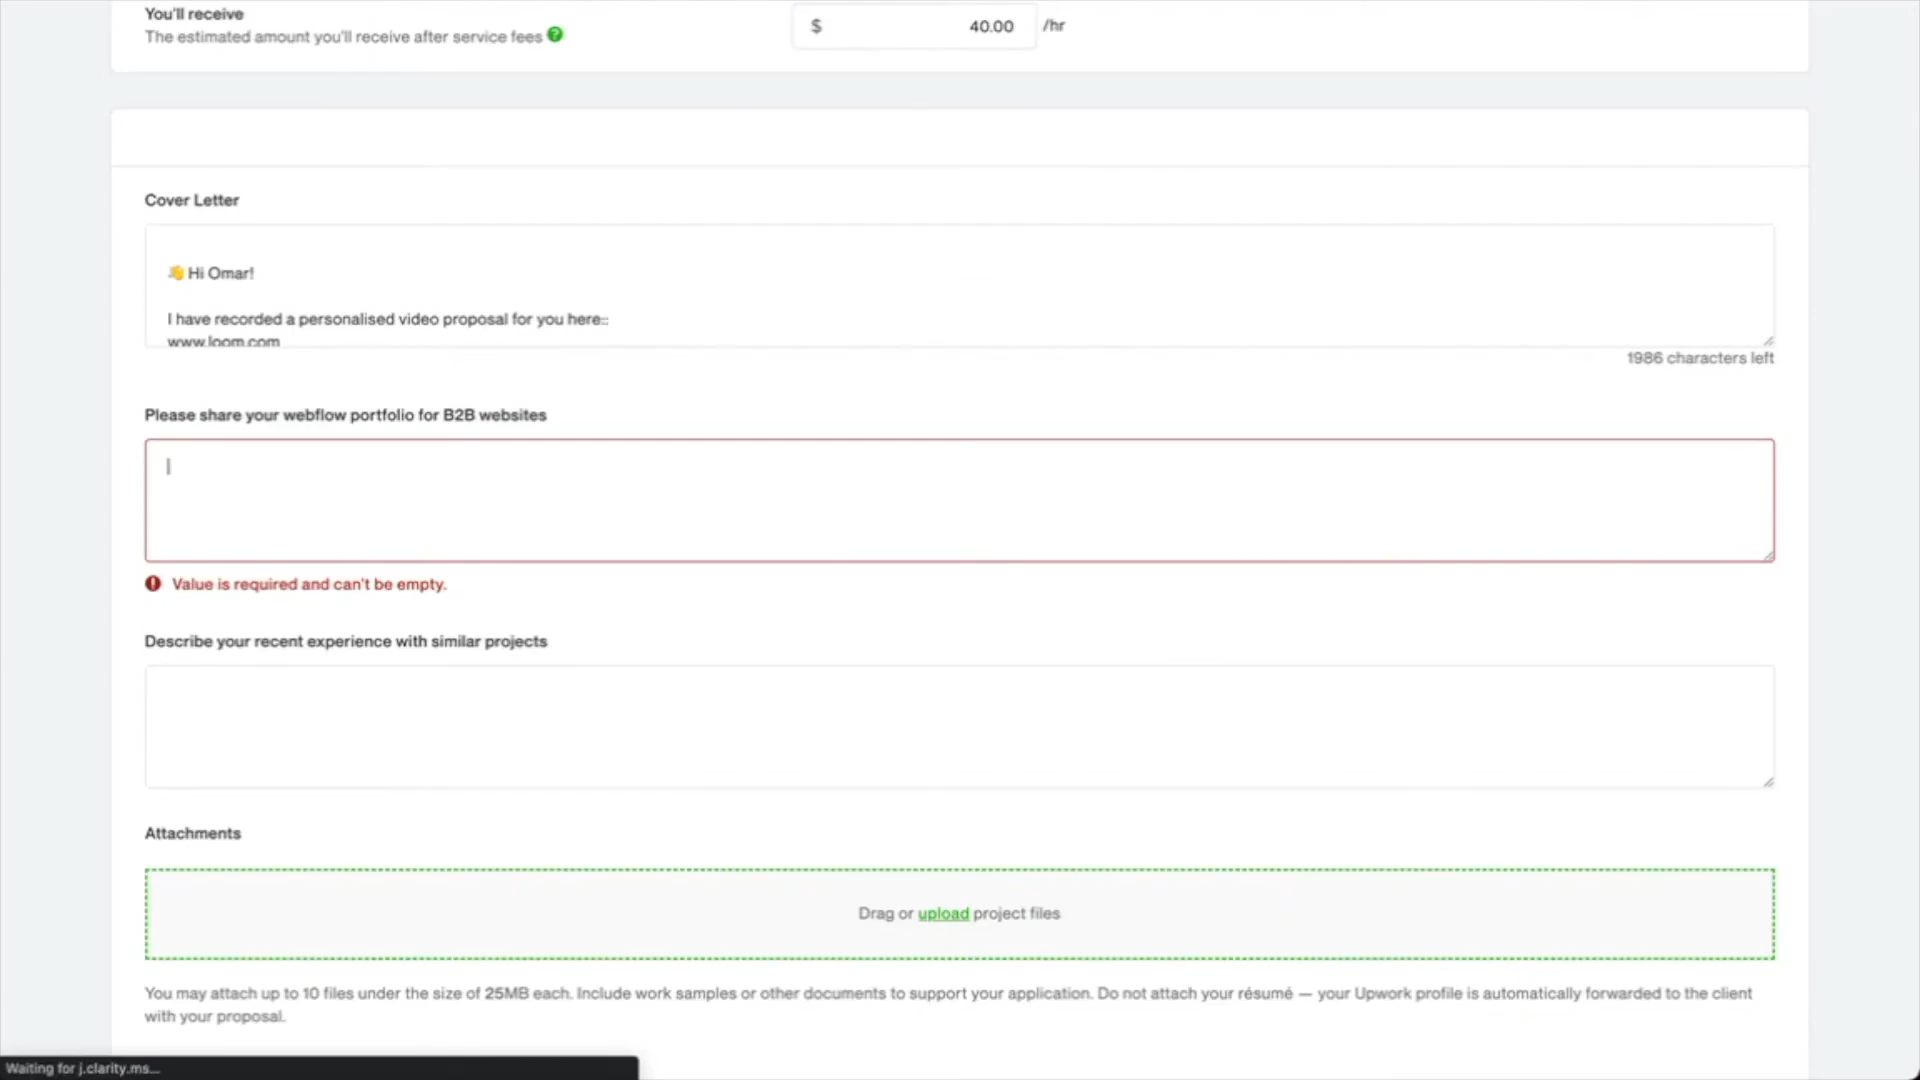 You'll receive
The estimated amount you'll receive after service fees ?
$ 40.00 /hr
Cover Letter
👋 Hi Omar!
I have recorded a personalised video proposal for you here::
www.loom.com
1986 characters left
Please share your webflow portfolio for B2B websites
Value is required and can't be empty.
Describe your recent experience with similar projects
Attachments
Drag or upload project files
You may attach up to 10 files under the size of 25MB each. Include work samples or other documents to support your application. Do not attach your résumé — your Upwork profile is automatically forwarded to the client
with your proposal.
Waiting for j.clarity.ms...